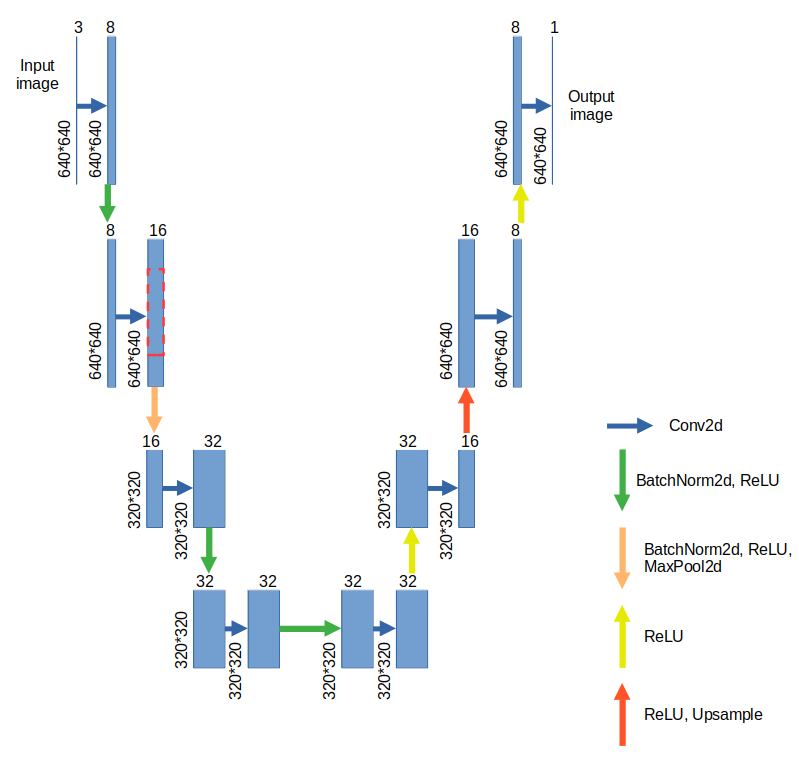 3 8
8 1
Input
image
Output
image
640*640
640*640
640*640
640*640
8 16
16 8
640*640
640*640
640*640
640*640
16 32
32 16
320*320
320*320
320*320
320*320
Conv2d
BatchNorm2d, ReLU
BatchNorm2d, ReLU,
MaxPool2d
32 32 32 32
320*320
320*320
320*320
320*320
ReLU
ReLU, Upsample